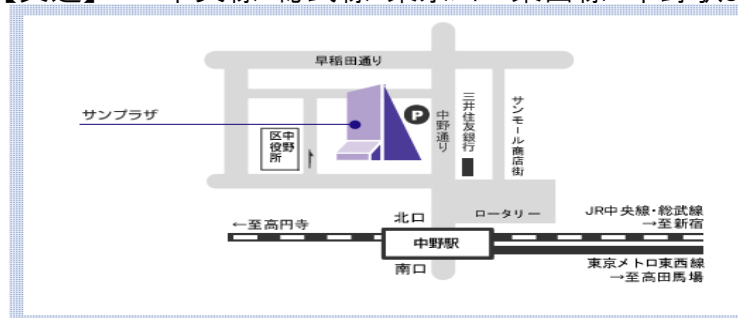 早稲田通り
サンプラザ
P
中野通り
三井住友銀行
サンモール商店街
中野
区役所
北口
ロータリー
JR中央線・総武線
→至新宿
←至高円寺
中野駅
南口
東京メトロ東西線
→至高田馬場